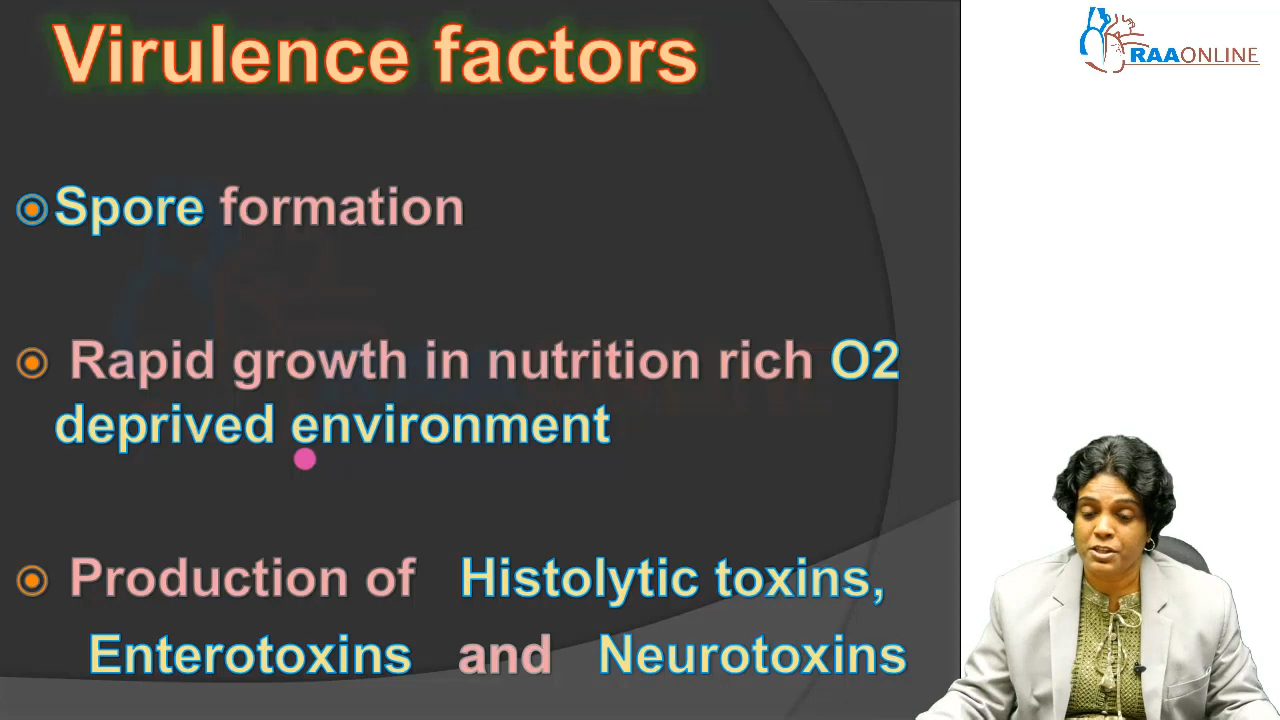 Virulence factors
RAAONLINE
Spore formation
Rapid growth in nutrition rich O2
deprived environment
Production of Histolytic toxins,
Enterotoxins and Neurotoxins